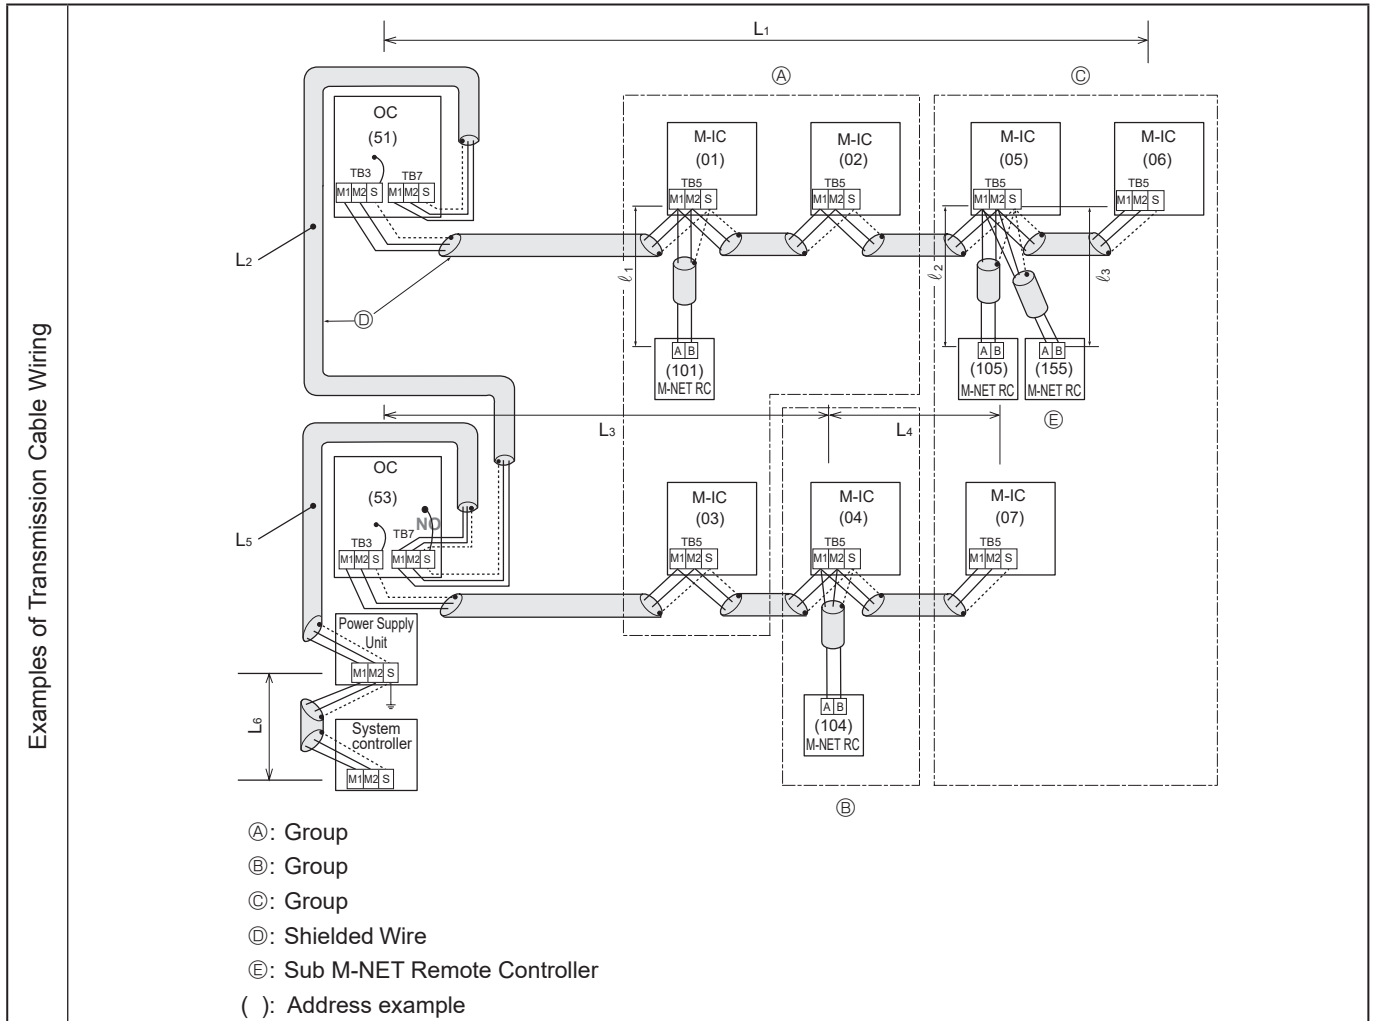 Examples of Transmission Cable Wiring
L1
Ⓐ
Ⓒ
OC
(51)
TB3
TB7
M1 M2 S
M1 M2 S
M-IC
(01)
TB5
M1 M2 S
M-IC
(02)
TB5
M1 M2 S
M-IC
(05)
TB5
M1 M2 S
M-IC
(06)
TB5
M1 M2 S
L2
Ⓓ
ℓ1
ℓ2
ℓ3
A B
(101)
M-NET RC
A B
(105)
M-NET RC
A B
(155)
M-NET RC
Ⓔ
L3
L4
OC
(53)
NO
TB3
TB7
M1 M2 S
M1 M2 S
M-IC
(03)
TB5
M1 M2 S
M-IC
(04)
TB5
M1 M2 S
M-IC
(07)
TB5
M1 M2 S
L5
Power Supply
Unit
M1 M2 S
L6
System
controller
M1 M2 S
A B
(104)
M-NET RC
Ⓑ
Ⓐ: Group
Ⓑ: Group
Ⓒ: Group
Ⓓ: Shielded Wire
Ⓔ: Sub M-NET Remote Controller
( ): Address example